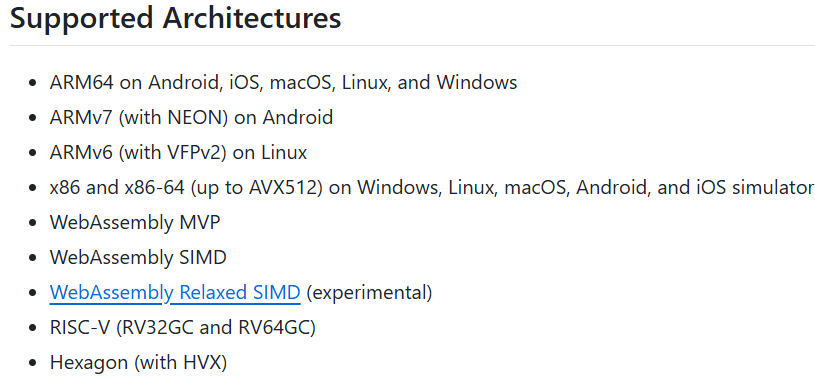 Supported Architectures
• ARM64 on Android, iOS, macOS, Linux, and Windows
• ARMv7 (with NEON) on Android
• ARMv6 (with VFPv2) on Linux
• x86 and x86-64 (up to AVX512) on Windows, Linux, macOS, Android, and iOS simulator
• WebAssembly MVP
• WebAssembly SIMD
• WebAssembly Relaxed SIMD (experimental)
• RISC-V (RV32GC and RV64GC)
• Hexagon (with HVX)